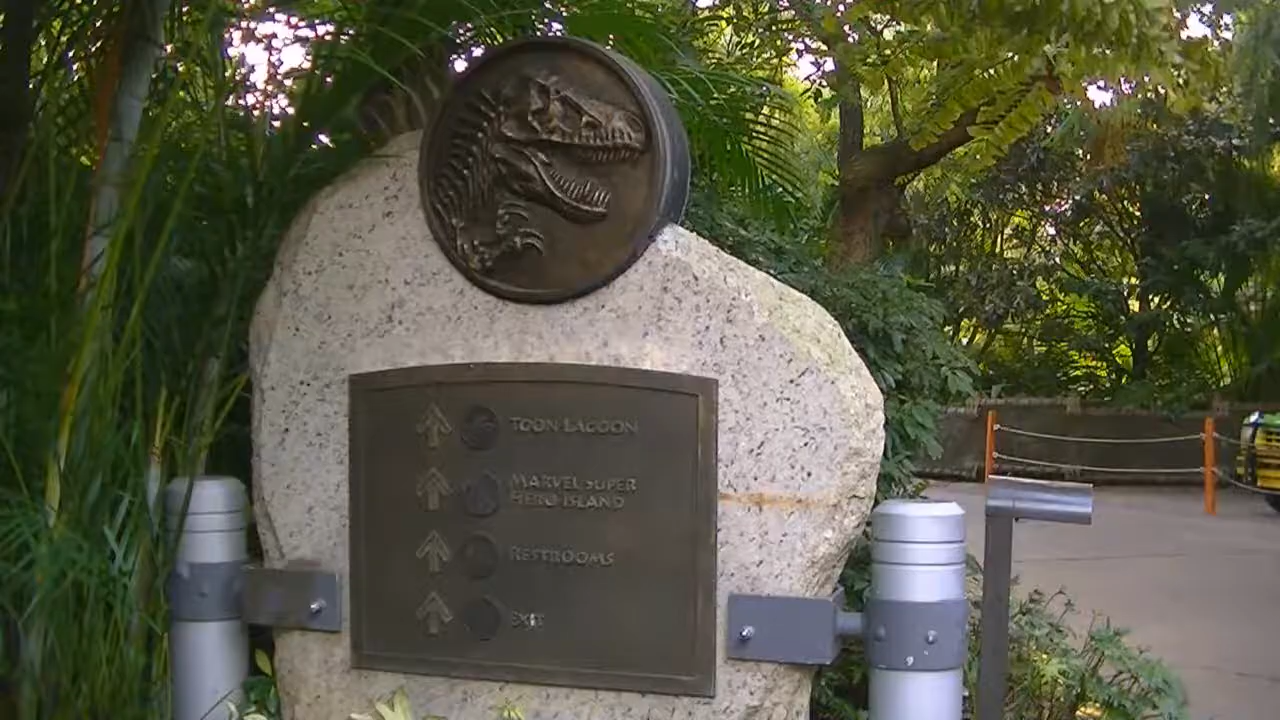 TOON LAGOON
MARVEL SUPER
HERO ISLAND
RESTROOMS
EXIT